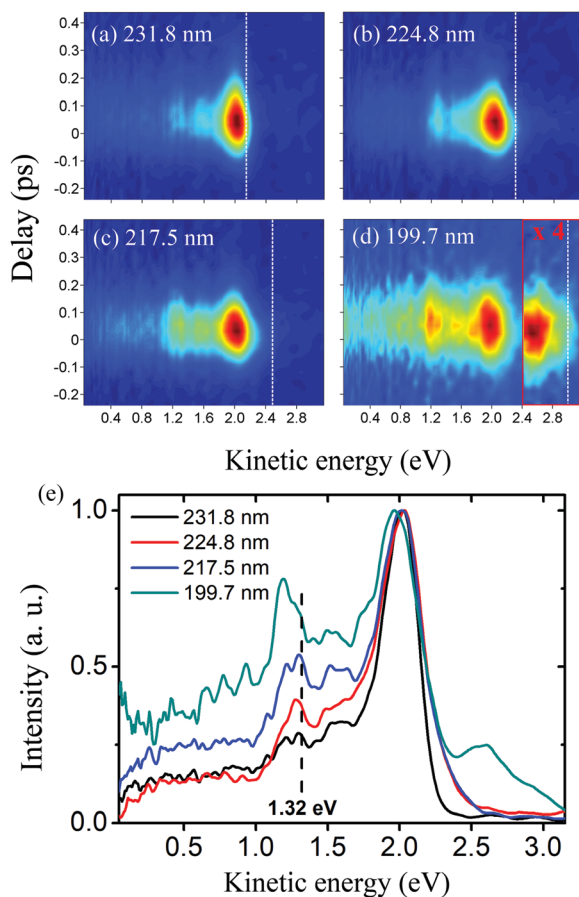 (a) 231.8 nm
(b) 224.8 nm
0.4
0.3
0.2
0.1
0
-0.1
-0.2
(c) 217.5 nm
(d) 199.7 nm
x 4
0.4
0.3
0.2
0.1
0
-0.1
-0.2
Delay (ps)
0.4 0.8 1.2 1.6 2.0 2.4 2.8
0.4 0.8 1.2 1.6 2.0 2.4 2.8
Kinetic energy (eV)
(e)
231.8 nm
224.8 nm
217.5 nm
199.7 nm
1.32 eV
1.0
0.5
0.0
Intensity (a. u.)
0.5 1.0 1.5 2.0 2.5 3.0
Kinetic energy (eV)